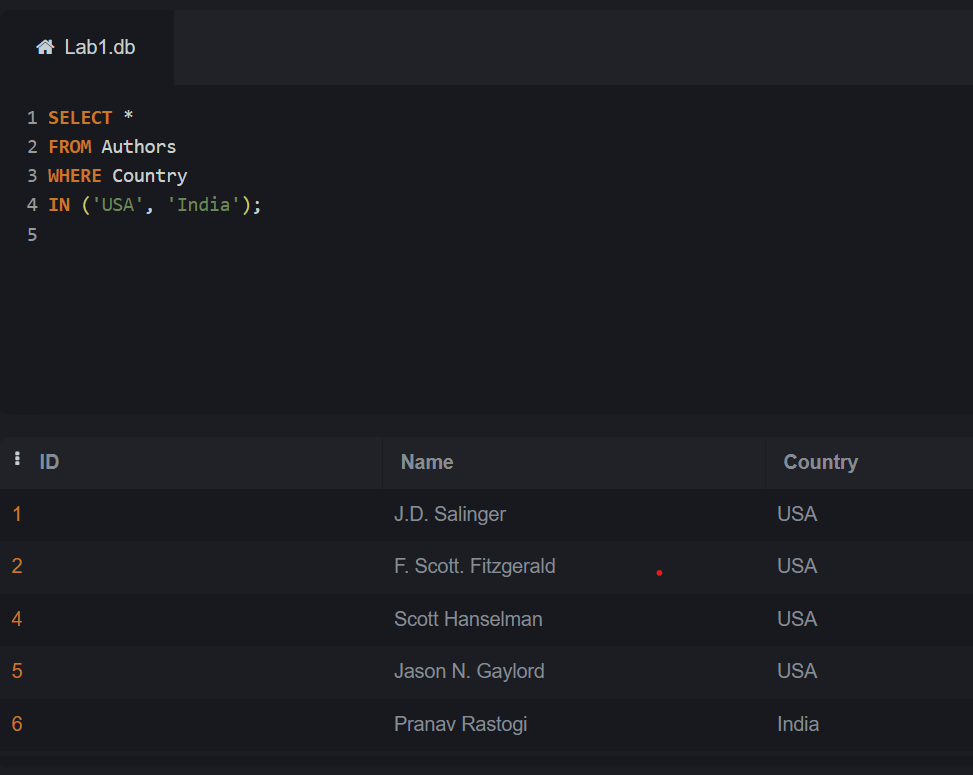 Lab1.db
1 SELECT *
2 FROM Authors
3 WHERE Country
4 IN ('USA', 'India');
5
ID Name Country
1 J.D. Salinger USA
2 F. Scott. Fitzgerald USA
4 Scott Hanselman USA
5 Jason N. Gaylord USA
6 Pranav Rastogi India